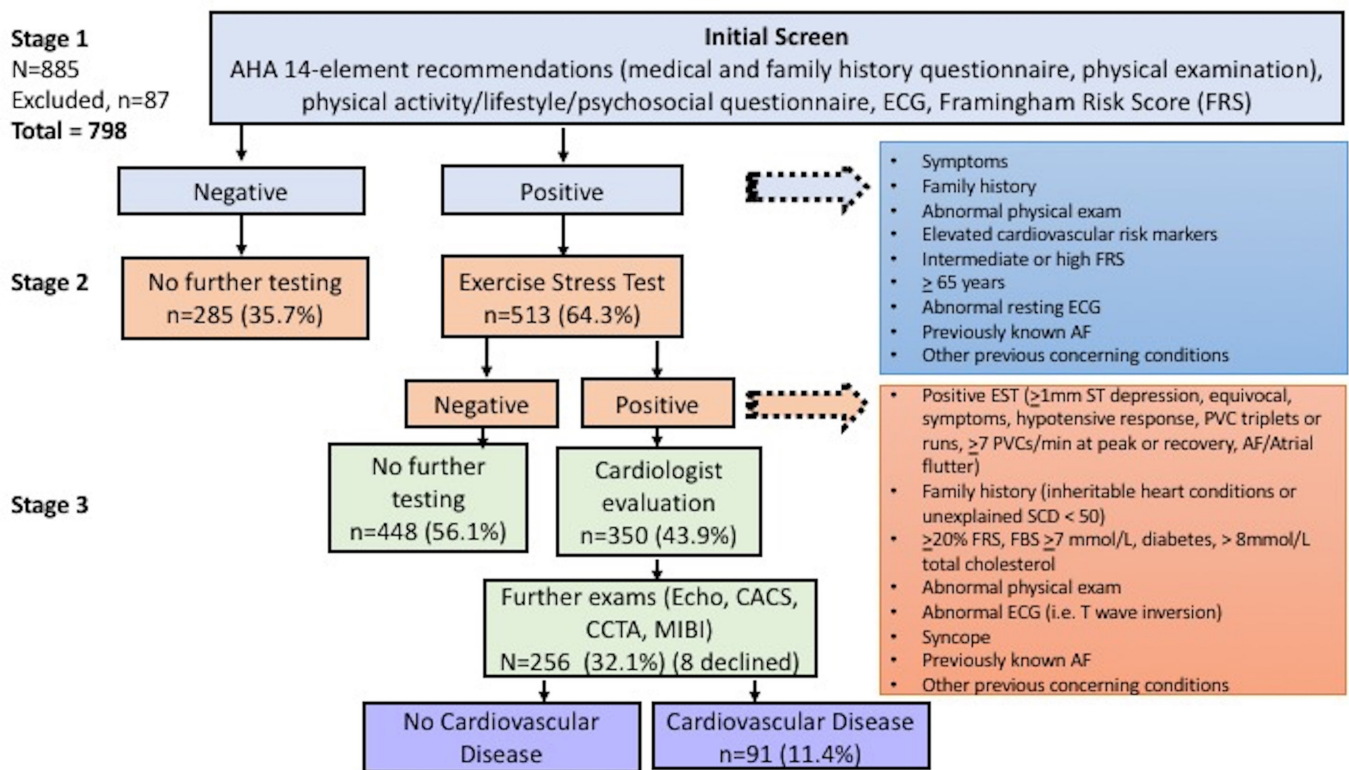 Stage 1
N=885
Excluded, n=87
Total = 798
Initial Screen
AHA 14-element recommendations (medical and family history questionnaire, physical examination),
physical activity/lifestyle/psychosocial questionnaire, ECG, Framingham Risk Score (FRS)
Negative
Positive
• Symptoms
• Family history
• Abnormal physical exam
• Elevated cardiovascular risk markers
• Intermediate or high FRS
• ≥ 65 years
• Abnormal resting ECG
• Previously known AF
• Other previous concerning conditions
Stage 2
No further testing
n=285 (35.7%)
Exercise Stress Test
n=513 (64.3%)
Negative
Positive
• Positive EST (≥1mm ST depression, equivocal,
symptoms, hypotensive response, PVC triplets or
runs, ≥7 PVCs/min at peak or recovery, AF/Atrial
flutter)
• Family history (inheritable heart conditions or
unexplained SCD < 50)
• ≥20% FRS, FBS ≥7 mmol/L, diabetes, > 8mmol/L
total cholesterol
• Abnormal physical exam
• Abnormal ECG (i.e. T wave inversion)
• Syncope
• Previously known AF
• Other previous concerning conditions
Stage 3
No further
testing
n=448 (56.1%)
Cardiologist
evaluation
n=350 (43.9%)
Further exams (Echo, CACS,
CCTA, MIBI)
N=256 (32.1%) (8 declined)
No Cardiovascular
Disease
Cardiovascular Disease
n=91 (11.4%)